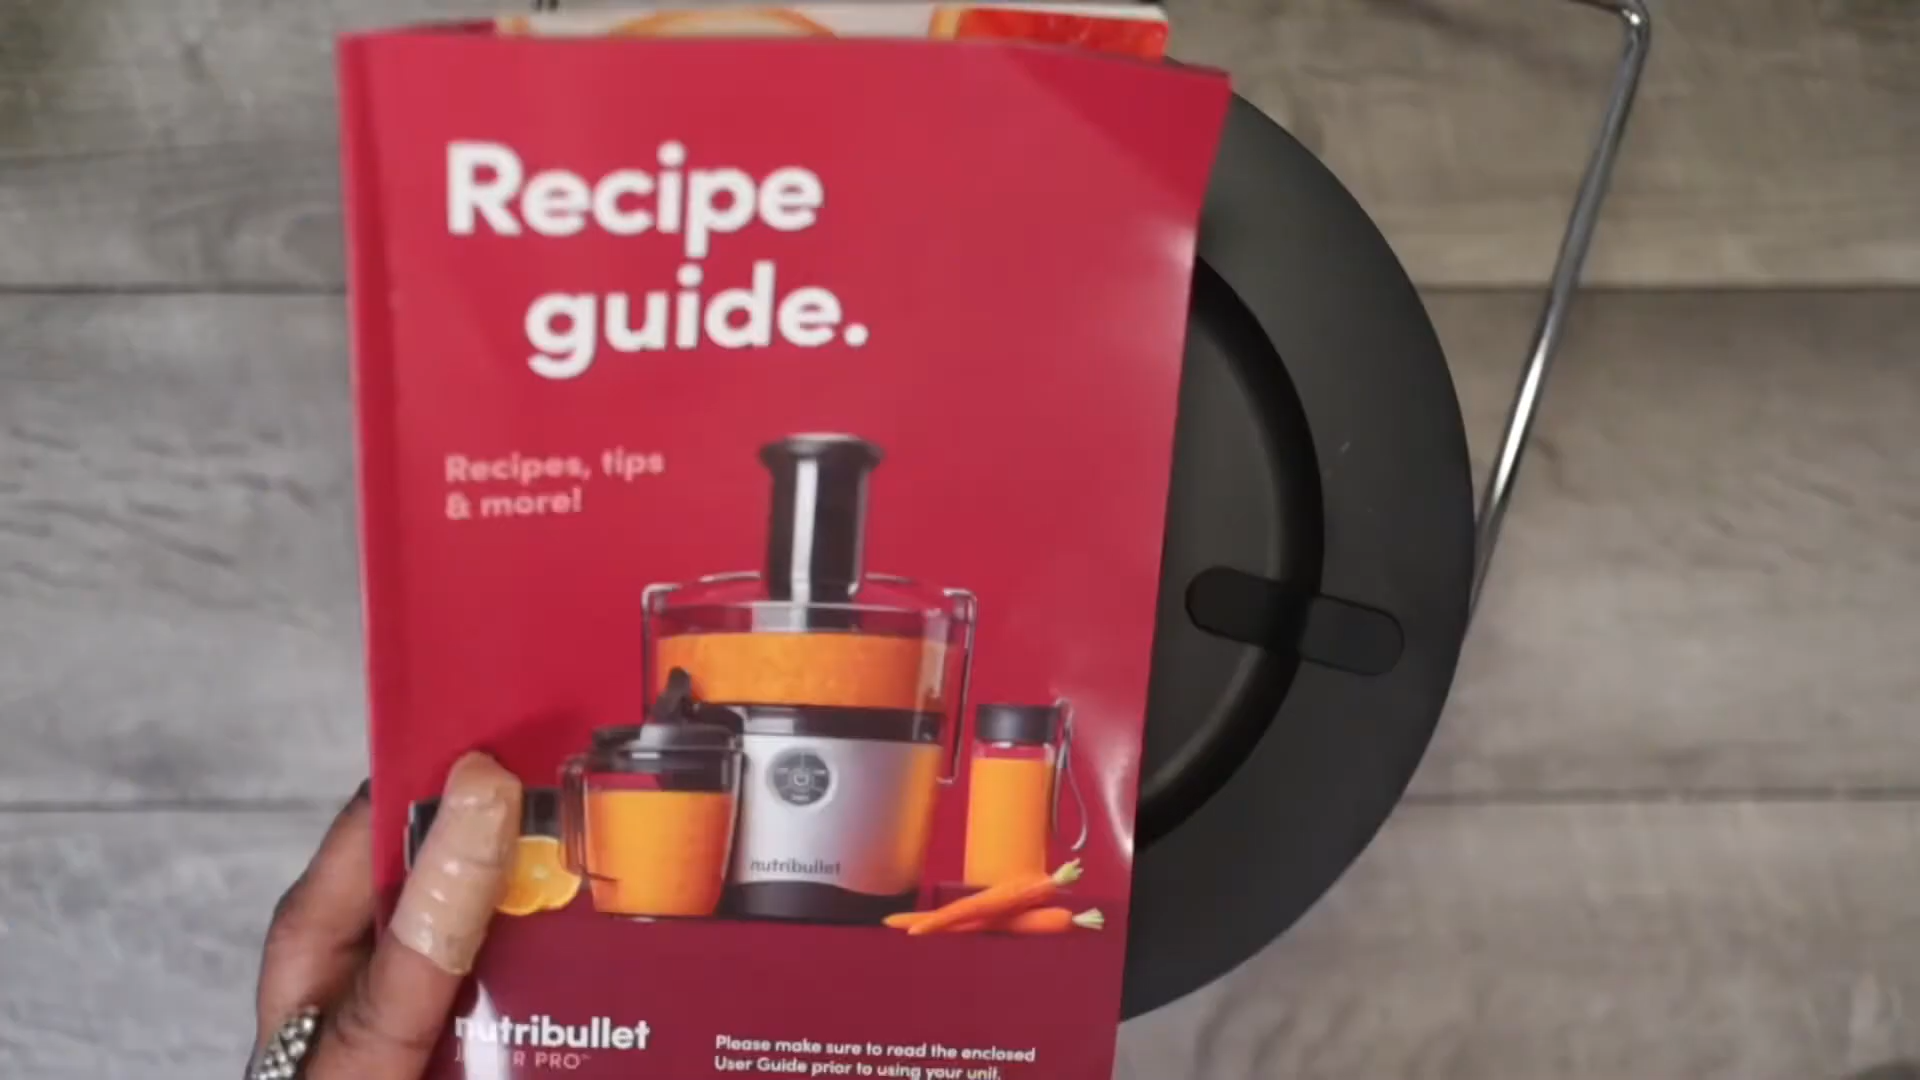 Recipe
guide.
Recipes, tips
& more!
nutribullet
nutribullet
PRO™
Please make sure to read the enclosed
User Guide prior to using your unit.